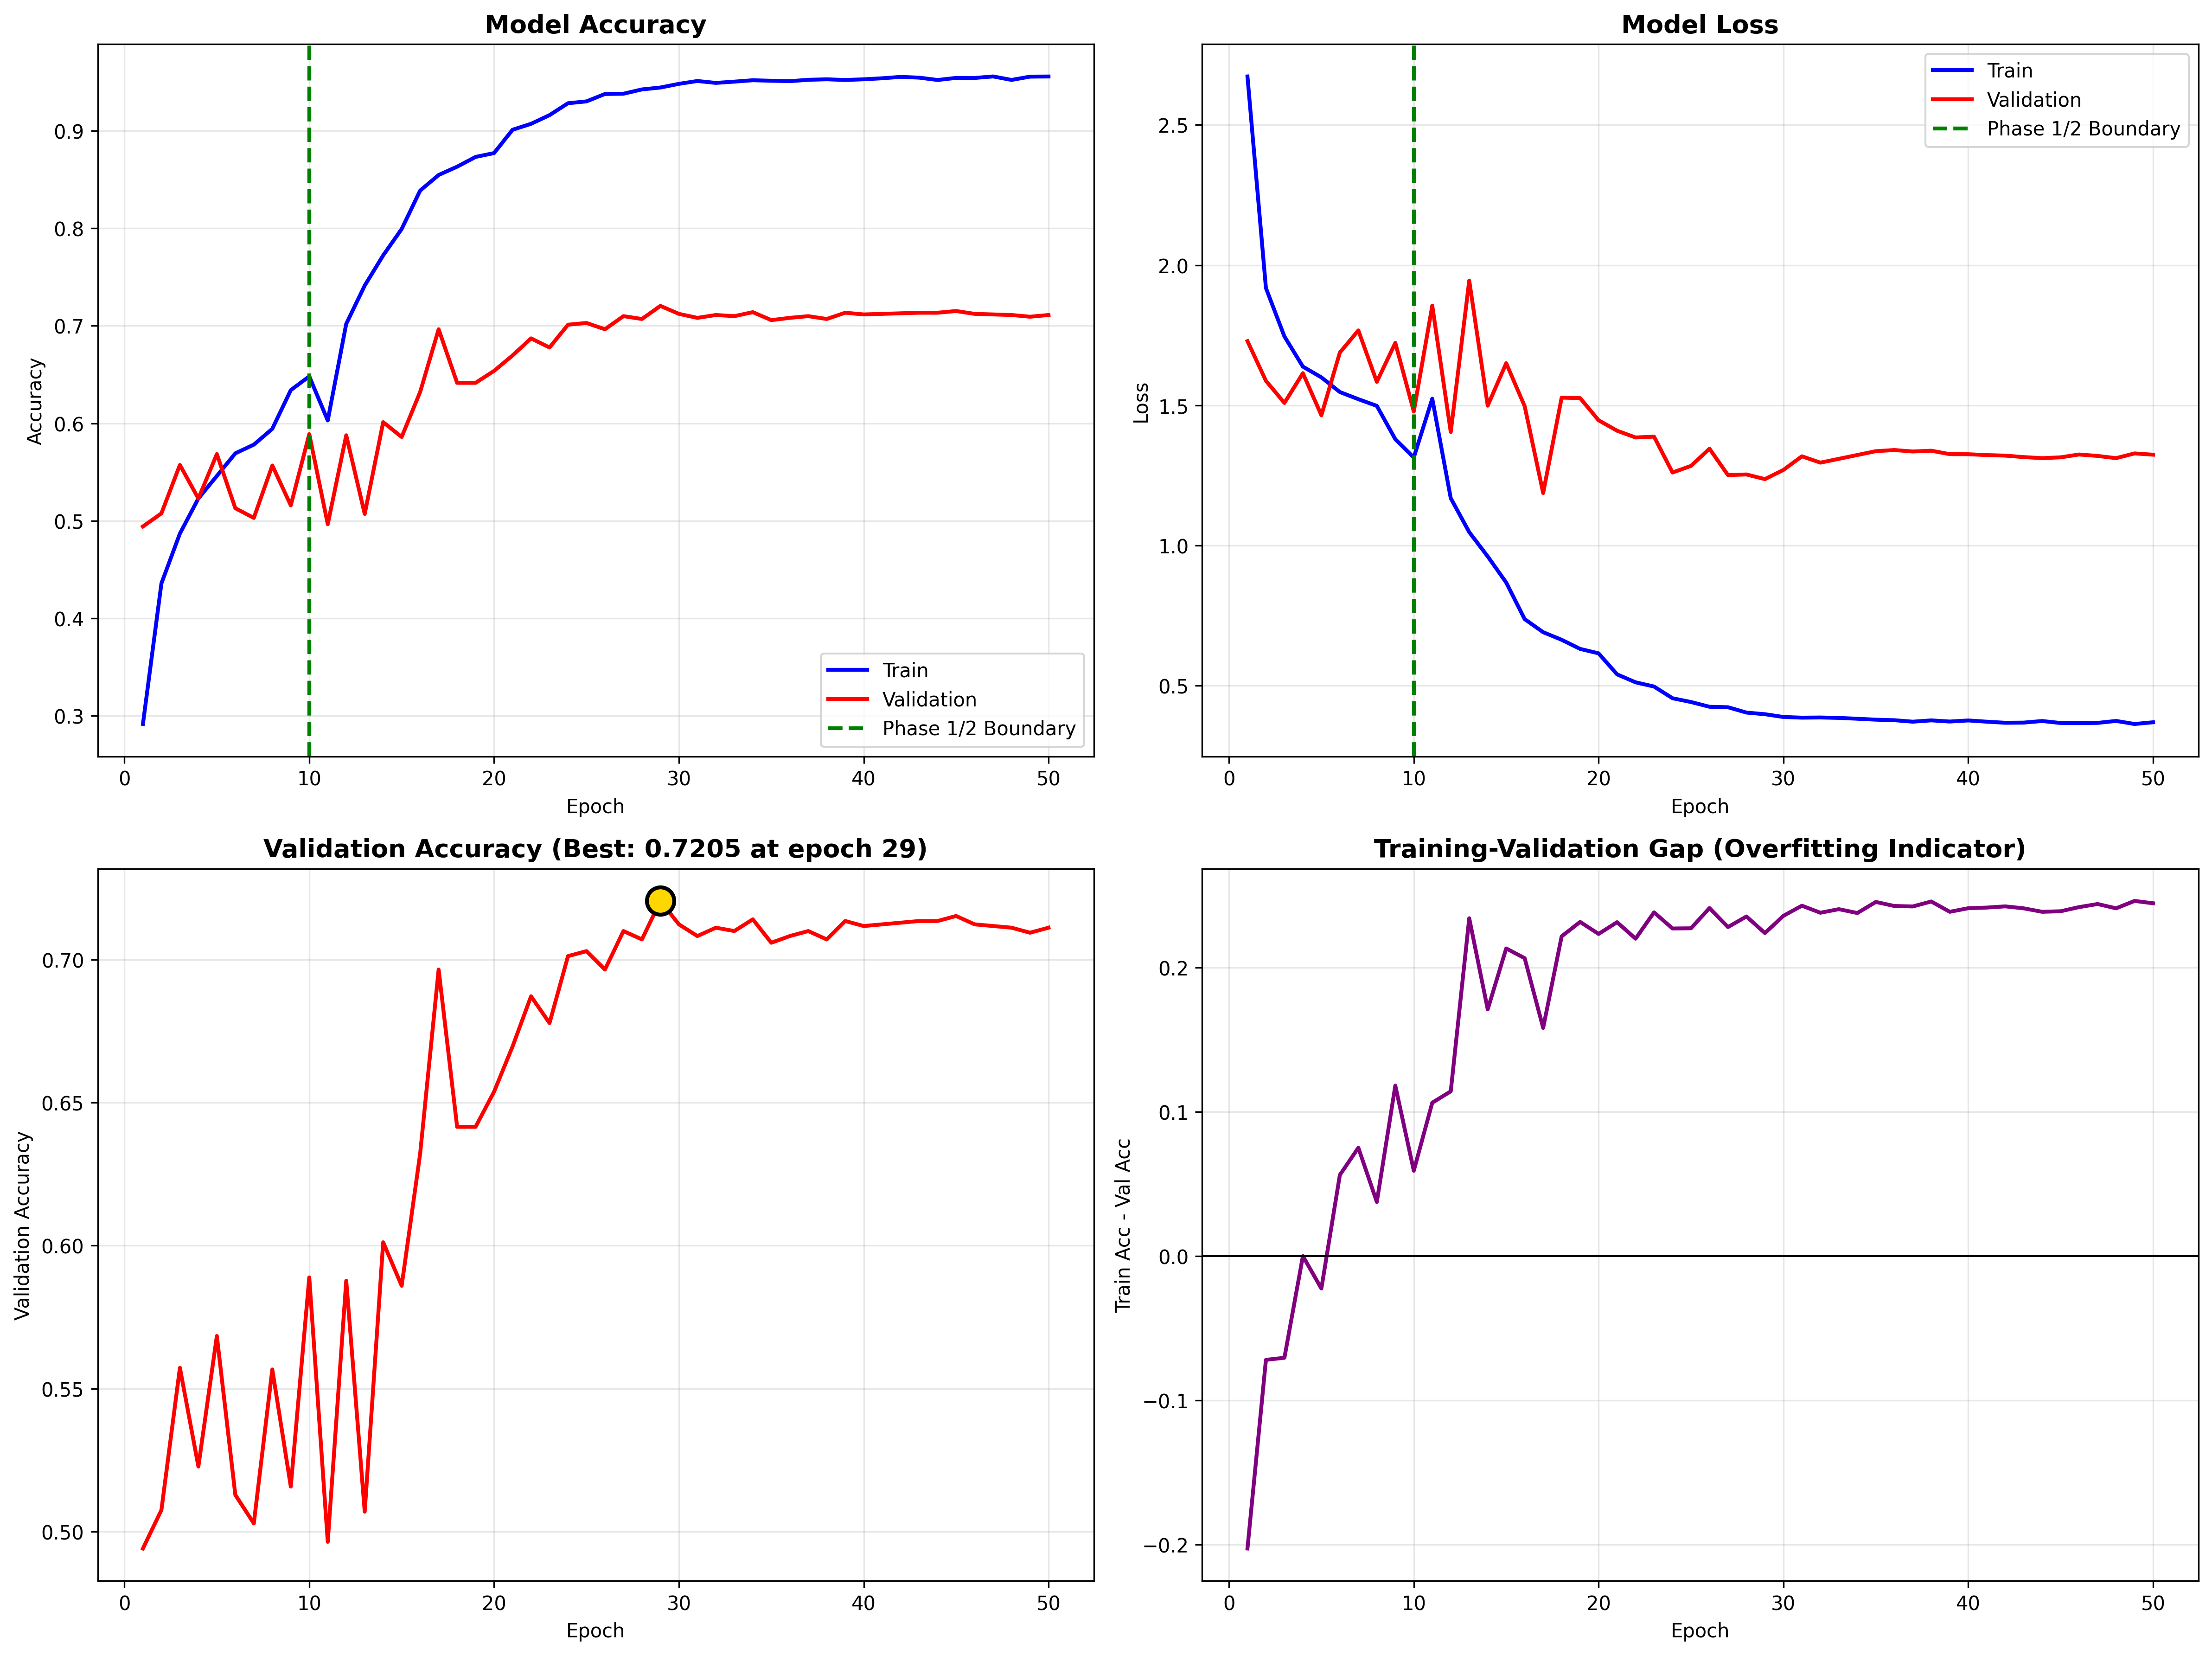 Model Accuracy
Accuracy
0.9
0.8
0.7
0.6
0.5
0.4
0.3
Train
Validation
Phase 1/2 Boundary
0 10 20 30 40 50
Epoch
Model Loss
Loss
2.5
2.0
1.5
1.0
0.5
Train
Validation
Phase 1/2 Boundary
0 10 20 30 40 50
Epoch
Validation Accuracy (Best: 0.7205 at epoch 29)
Validation Accuracy
0.70
0.65
0.60
0.55
0.50
0 10 20 30 40 50
Epoch
Training-Validation Gap (Overfitting Indicator)
Train Acc - Val Acc
0.2
0.1
0.0
−0.1
−0.2
0 10 20 30 40 50
Epoch